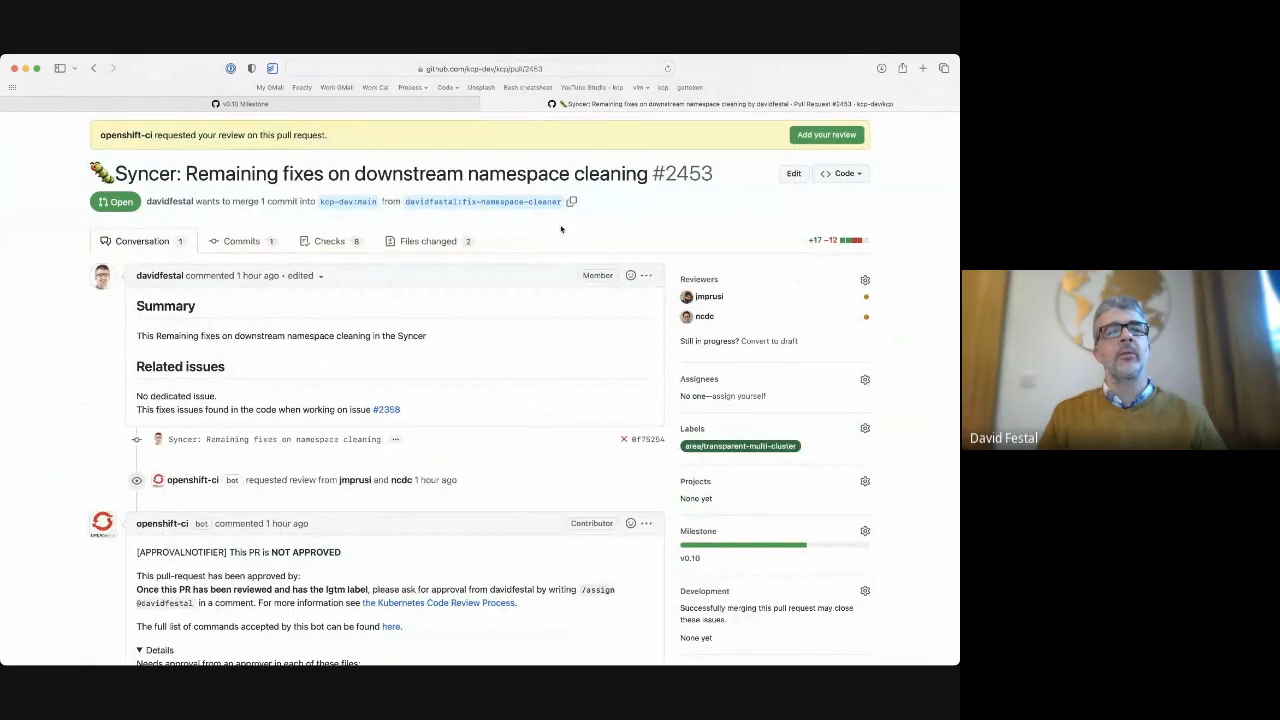 github.com/kcp-dev/kcp/pull/2453
My GMail Feedly Work GMail Work Cal Process Code Unsplash Bash cheatsheet YouTube Studio - kcp vim kcp gettoken
v0.10 Milestone
🐛Syncer: Remaining fixes on downstream namespace cleaning by davidfestal · Pull Request #2453 · kcp-dev/kcp
openshift-ci requested your review on this pull request.
Add your review
🐛Syncer: Remaining fixes on downstream namespace cleaning #2453
Edit
<> Code
Open
davidfestal wants to merge 1 commit into kcp-dev:main from davidfestal:fix-namespace-cleaner
Conversation 1
Commits 1
Checks 8
Files changed 2
+17 −12
davidfestal commented 1 hour ago • edited
Member
Summary
This Remaining fixes on downstream namespace cleaning in the Syncer
Related issues
No dedicated issue.
This fixes issues found in the code when working on issue #2358
Syncer: Remaining fixes on namespace cleaning
0f75254
openshift-ci bot requested review from jmprusi and ncdc 1 hour ago
OPENSHIFT
openshift-ci bot commented 1 hour ago
Contributor
[APPROVALNOTIFIER] This PR is NOT APPROVED
This pull-request has been approved by:
Once this PR has been reviewed and has the lgtm label, please ask for approval from davidfestal by writing /assign
@davidfestal in a comment. For more information see the Kubernetes Code Review Process.
The full list of commands accepted by this bot can be found here.
▼ Details
Needs approval from an approver in each of these files:
Reviewers
jmprusi
ncdc
Still in progress? Convert to draft
Assignees
No one—assign yourself
Labels
area/transparent-multi-cluster
Projects
None yet
Milestone
v0.10
Development
Successfully merging this pull request may close
these issues.
None yet
David Festal